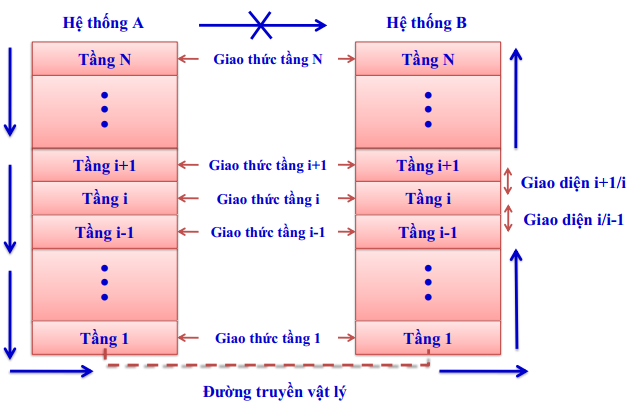 Hệ thống A
Hệ thống B
Tầng N
Giao thức tầng N
Tầng N
Tầng i+1
Giao thức tầng i+1
Tầng i+1
Giao diện i+1/i
Tầng i
Giao thức tầng i
Tầng i
Giao diện i/i-1
Tầng i-1
Giao thức tầng i-1
Tầng i-1
Tầng 1
Giao thức tầng 1
Tầng 1
Đường truyền vật lý